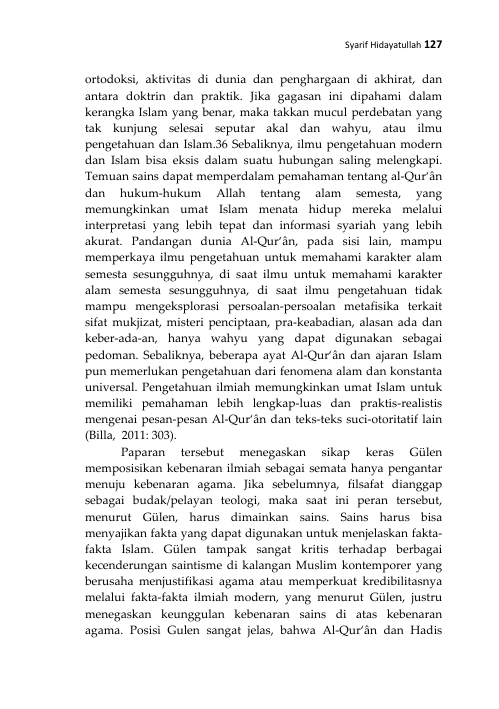 Syarif Hidayatullah 127
ortodoksi, aktivitas di dunia dan penghargaan di akhirat, dan
antara doktrin dan praktik. Jika gagasan ini dipahami dalam
kerangka Islam yang benar, maka takkan mucul perdebatan yang
tak kunjung selesai seputar akal dan wahyu, atau ilmu
pengetahuan dan Islam.36 Sebaliknya, ilmu pengetahuan modern
dan Islam bisa eksis dalam suatu hubungan saling melengkapi.
Temuan sains dapat memperdalam pemahaman tentang al-Qur’ân
dan hukum-hukum Allah tentang alam semesta, yang
memungkinkan umat Islam menata hidup mereka melalui
interpretasi yang lebih tepat dan informasi syariah yang lebih
akurat. Pandangan dunia Al-Qur’ân, pada sisi lain, mampu
memperkaya ilmu pengetahuan untuk memahami karakter alam
semesta sesungguhnya, di saat ilmu untuk memahami karakter
alam semesta sesungguhnya, di saat ilmu pengetahuan tidak
mampu mengeksplorasi persoalan-persoalan metafisika terkait
sifat mukjizat, misteri penciptaan, pra-keabadian, alasan ada dan
keber-ada-an, hanya wahyu yang dapat digunakan sebagai
pedoman. Sebaliknya, beberapa ayat Al-Qur’ân dan ajaran Islam
pun memerlukan pengetahuan dari fenomena alam dan konstanta
universal. Pengetahuan ilmiah memungkinkan umat Islam untuk
memiliki pemahaman lebih lengkap-luas dan praktis-realistis
mengenai pesan-pesan Al-Qur’ân dan teks-teks suci-otoritatif lain
(Billa, 2011: 303).
Paparan tersebut menegaskan sikap keras Gülen
memposisikan kebenaran ilmiah sebagai semata hanya pengantar
menuju kebenaran agama. Jika sebelumnya, filsafat dianggap
sebagai budak/pelayan teologi, maka saat ini peran tersebut,
menurut Gülen, harus dimainkan sains. Sains harus bisa
menyajikan fakta yang dapat digunakan untuk menjelaskan fakta-
fakta Islam. Gülen tampak sangat kritis terhadap berbagai
kecenderungan saintisme di kalangan Muslim kontemporer yang
berusaha menjustifikasi agama atau memperkuat kredibilitasnya
melalui fakta-fakta ilmiah modern, yang menurut Gülen, justru
menegaskan keunggulan kebenaran sains di atas kebenaran
agama. Posisi Gulen sangat jelas, bahwa Al-Qur’ân dan Hadis